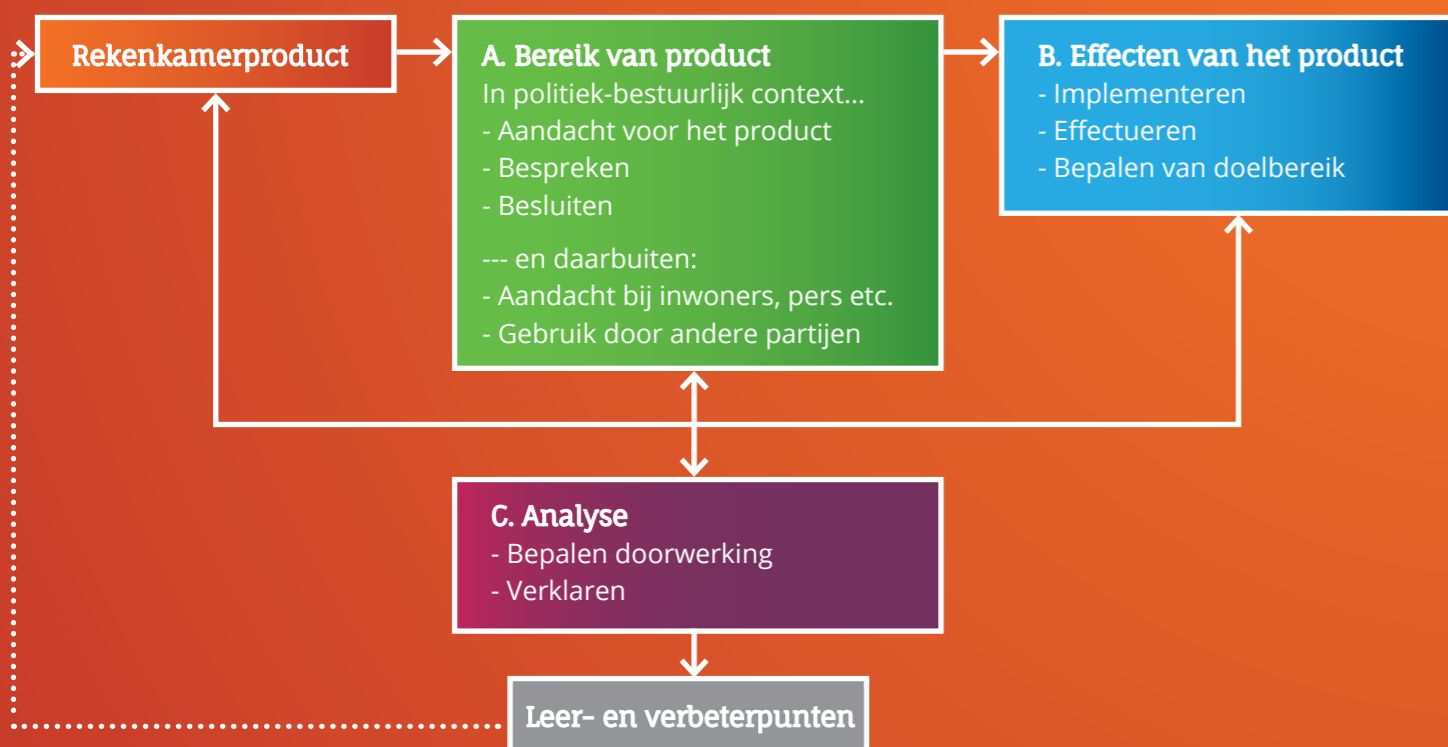 Rekenkamerproduct
A. Bereik van product
In politiek-bestuurlijk context...
- Aandacht voor het product
- Bespreken
- Besluiten
--- en daarbuiten:
- Aandacht bij inwoners, pers etc.
- Gebruik door andere partijen
B. Effecten van het product
- Implementeren
- Effectueren
- Bepalen van doelbereik
C. Analyse
- Bepalen doorwerking
- Verklaren
Leer- en verbeterpunten